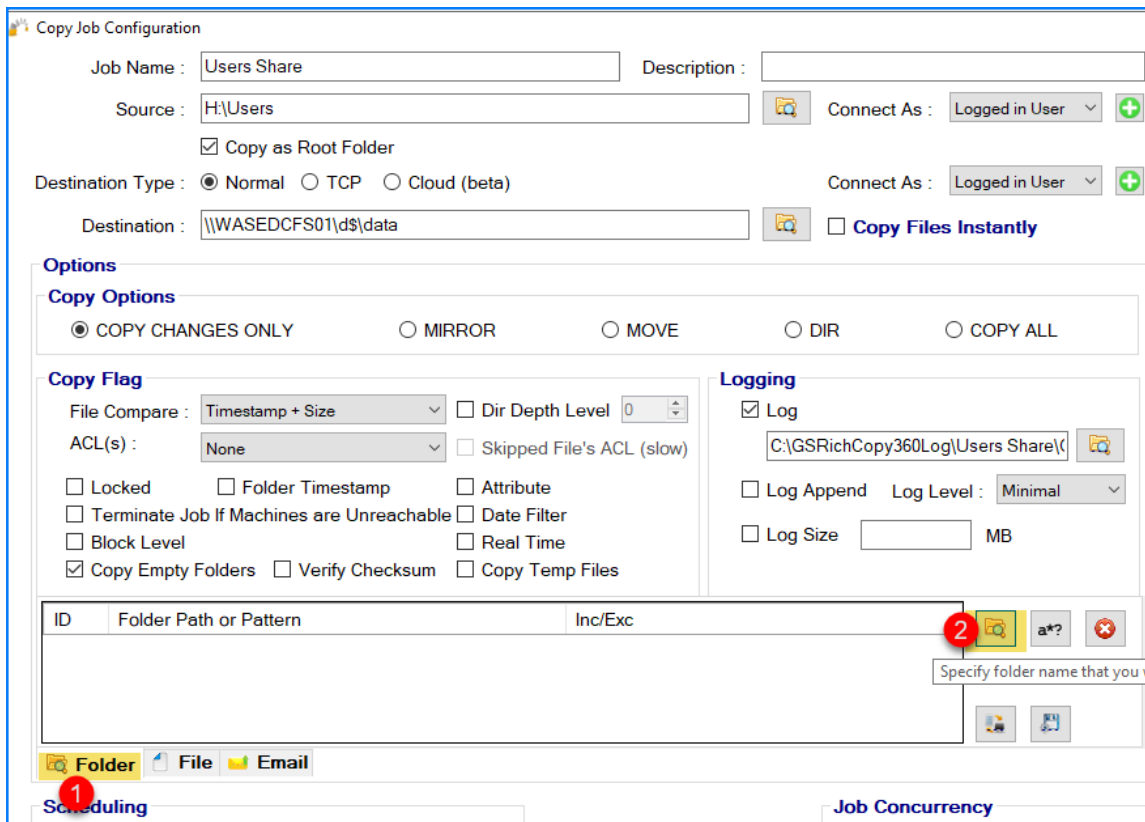 Copy Job Configuration
Job Name : Users Share Description :
Source : H:\Users Connect As : Logged in User
Copy as Root Folder
Destination Type : Normal TCP Cloud (beta) Connect As : Logged in User
Destination : \\WASEDCFS01\d$\data Copy Files Instantly
Options
Copy Options
COPY CHANGES ONLY MIRROR MOVE DIR COPY ALL
Copy Flag Logging
File Compare : Timestamp + Size Dir Depth Level 0 Log
ACL(s) : None Skipped File's ACL (slow) C:\GSRichCopy360Log\Users Share\
Locked Folder Timestamp Attribute Log Append Log Level : Minimal
Terminate Job If Machines are Unreachable Date Filter
Block Level Real Time Log Size MB
Copy Empty Folders Verify Checksum Copy Temp Files
ID Folder Path or Pattern Inc/Exc 2 a*?
Specify folder name that you
Folder File Email
1
Scheduling Job Concurrency